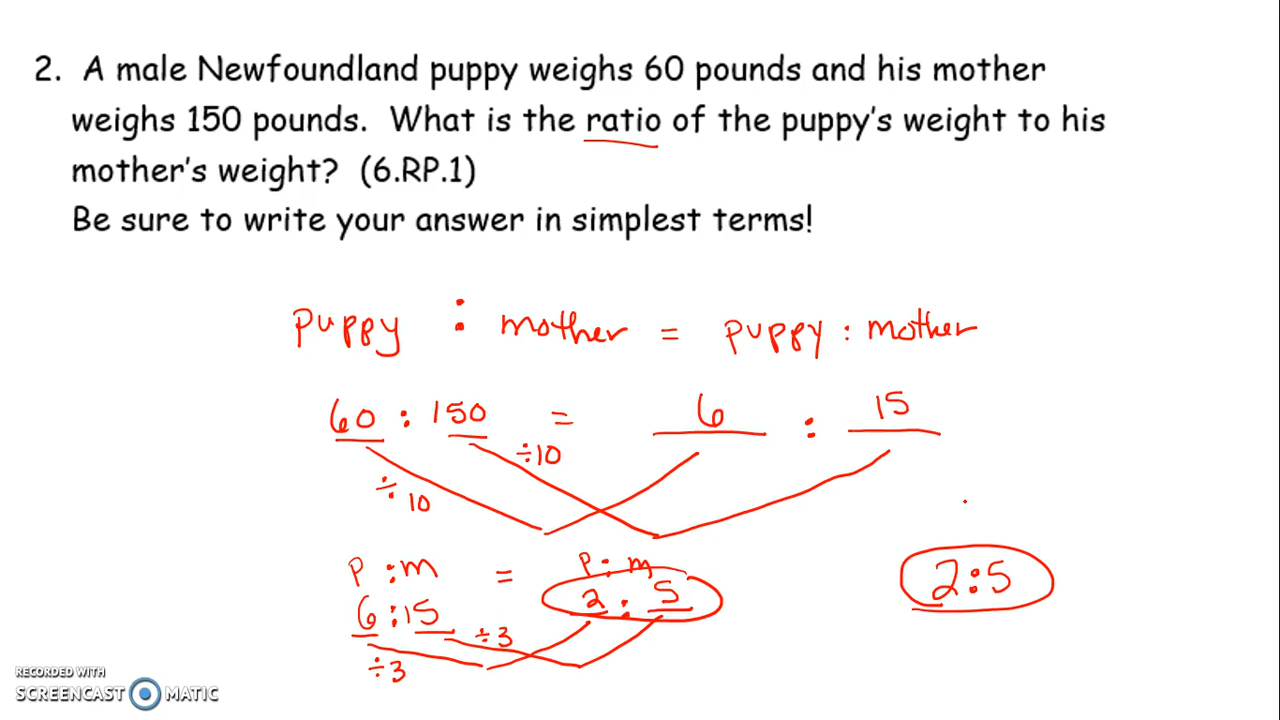 2. A male Newfoundland puppy weighs 60 pounds and his mother
weighs 150 pounds. What is the ratio of the puppy's weight to his
mother's weight? (6.RP.1)
Be sure to write your answer in simplest terms!
puppy : mother = puppy : mother
60 : 150 = 6 : 15
÷10
÷10
P : m = P : m
6 : 15 2 : 5
2:5
÷3
÷3
RECORDED WITH
SCREENCAST MATIC